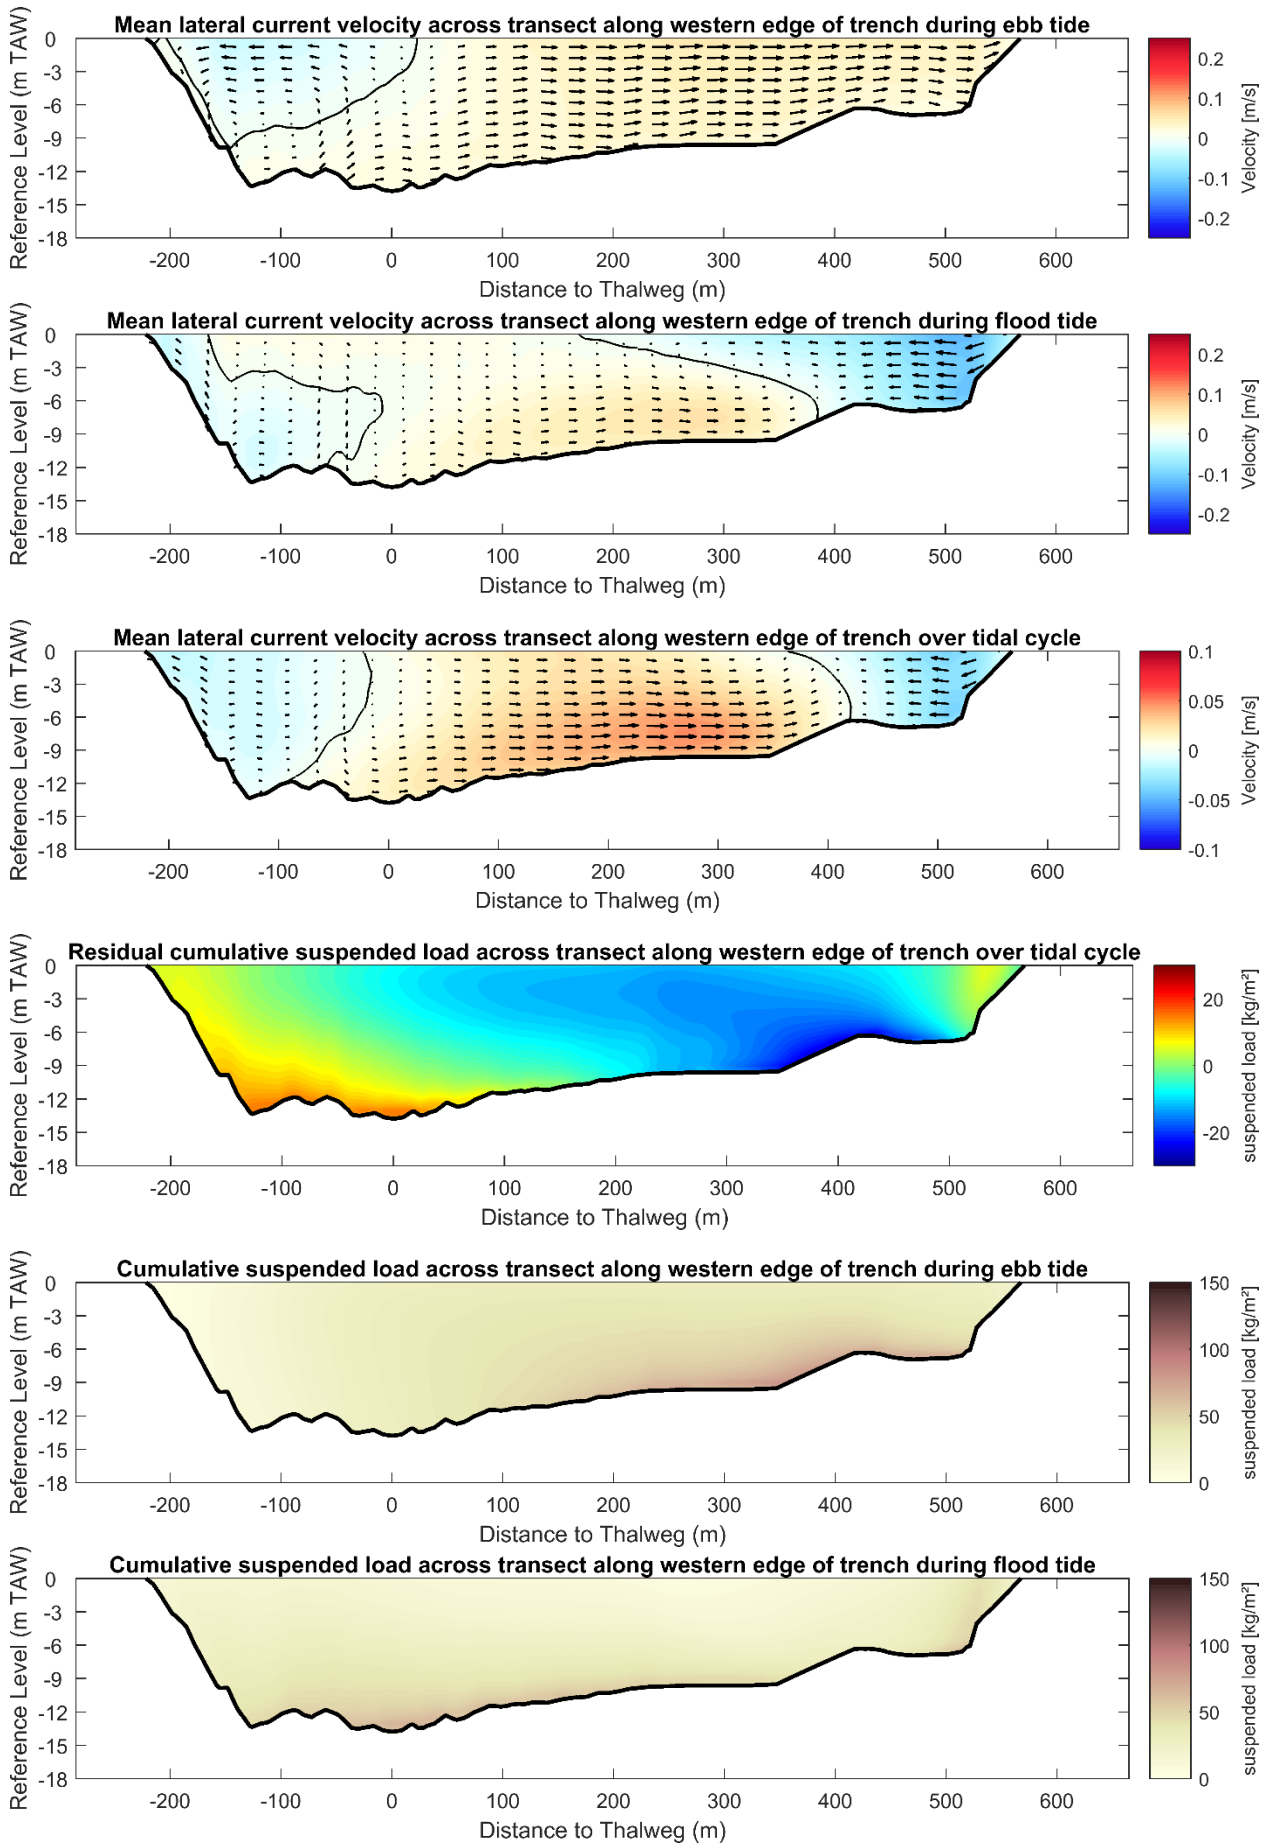 Mean lateral current velocity across transect along western edge of trench during ebb tide
Reference Level (m TAW)
0
-3
-6
-9
-12
-15
-18
-200 -100 0 100 200 300 400 500 600
Distance to Thalweg (m)
0.2
0.1
0
-0.1
-0.2
Velocity [m/s]
Mean lateral current velocity across transect along western edge of trench during flood tide
Reference Level (m TAW)
0
-3
-6
-9
-12
-15
-18
-200 -100 0 100 200 300 400 500 600
Distance to Thalweg (m)
0.2
0.1
0
-0.1
-0.2
Velocity [m/s]
Mean lateral current velocity across transect along western edge of trench over tidal cycle
Reference Level (m TAW)
0
-3
-6
-9
-12
-15
-18
-200 -100 0 100 200 300 400 500 600
Distance to Thalweg (m)
0.1
0.05
0
-0.05
-0.1
Velocity [m/s]
Residual cumulative suspended load across transect along western edge of trench over tidal cycle
Reference Level (m TAW)
0
-3
-6
-9
-12
-15
-18
-200 -100 0 100 200 300 400 500 600
Distance to Thalweg (m)
20
0
-20
suspended load [kg/m²]
Cumulative suspended load across transect along western edge of trench during ebb tide
Reference Level (m TAW)
0
-3
-6
-9
-12
-15
-18
-200 -100 0 100 200 300 400 500 600
Distance to Thalweg (m)
150
100
50
0
suspended load [kg/m²]
Cumulative suspended load across transect along western edge of trench during flood tide
Reference Level (m TAW)
0
-3
-6
-9
-12
-15
-18
-200 -100 0 100 200 300 400 500 600
Distance to Thalweg (m)
150
100
50
0
suspended load [kg/m²]